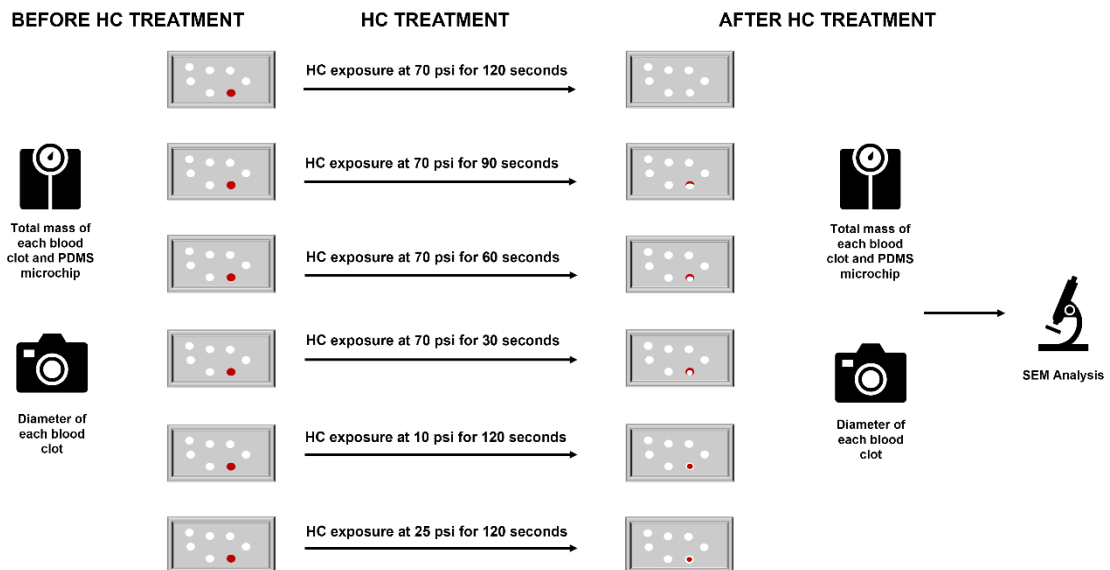 BEFORE HC TREATMENT
HC TREATMENT
AFTER HC TREATMENT
HC exposure at 70 psi for 120 seconds
HC exposure at 70 psi for 90 seconds
HC exposure at 70 psi for 60 seconds
HC exposure at 70 psi for 30 seconds
HC exposure at 10 psi for 120 seconds
HC exposure at 25 psi for 120 seconds
Total mass of
each blood
clot and PDMS
microchip
Diameter of
each blood
clot
Total mass of
each blood
clot and PDMS
microchip
Diameter of
each blood
clot
SEM Analysis